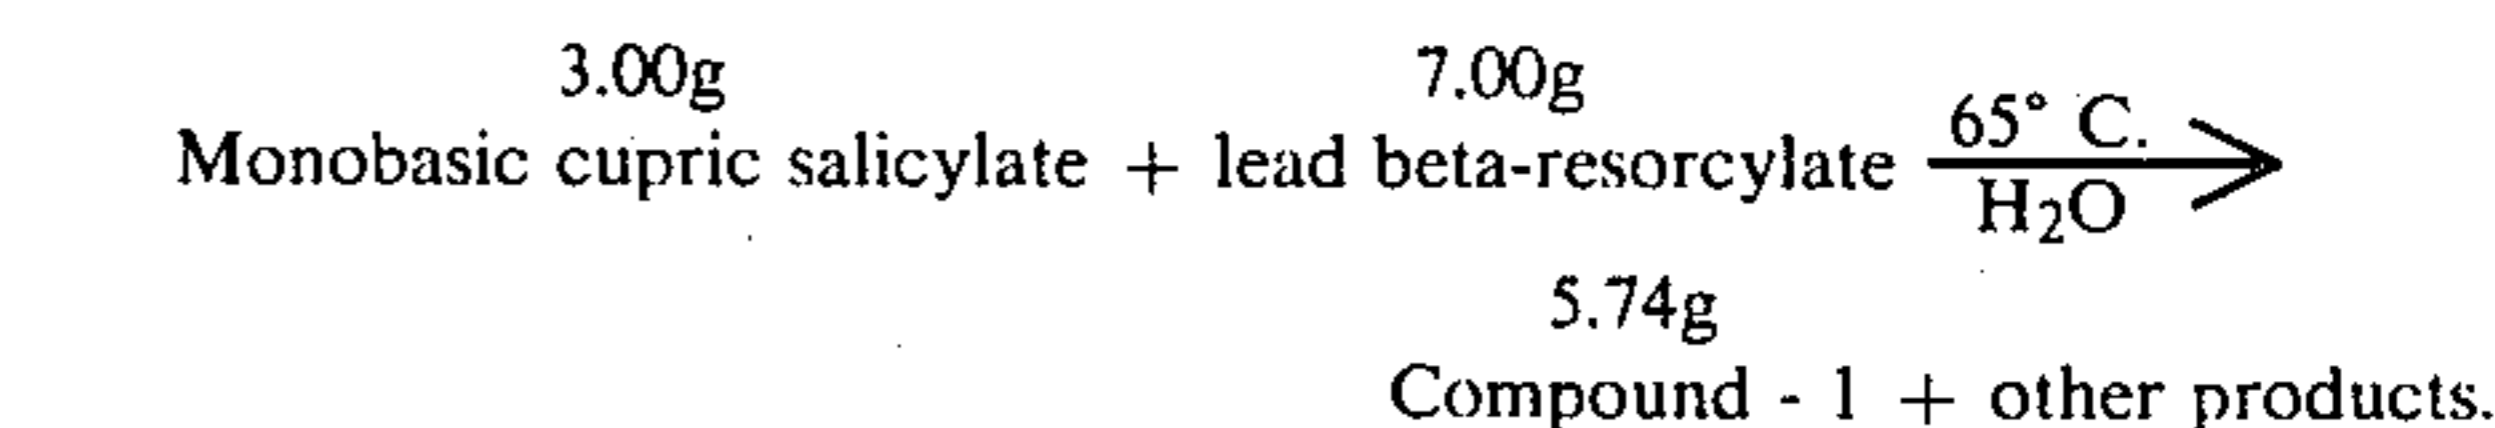 3.00g 7.00g
Monobasic cupric salicylate + lead beta-resorcylate 65° C. H₂O
5.74g
Compound - 1 + other products.